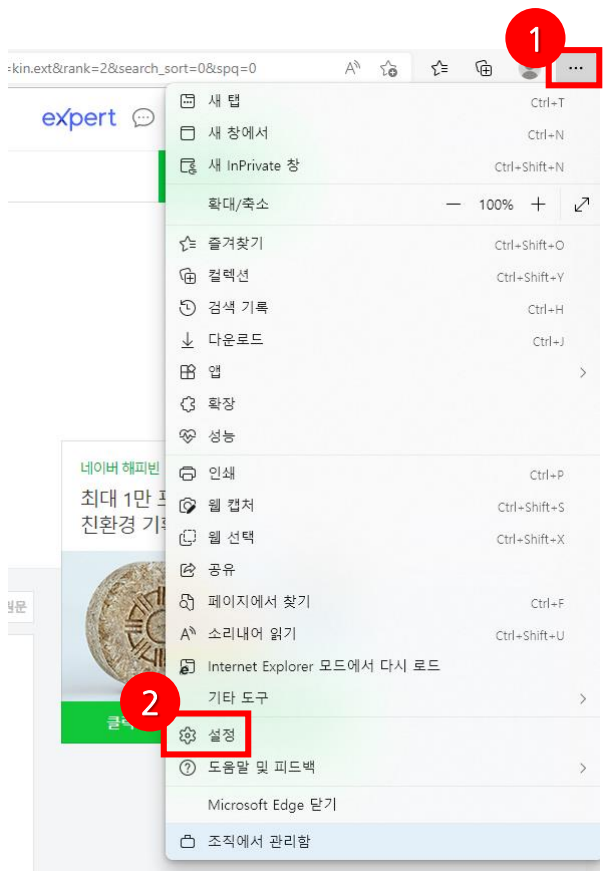 1
=kin.ext&rank=2&search_sort=0&spq=0
expert
새 탭 Ctrl+T
새 창에서 Ctrl+N
새 InPrivate 창 Ctrl+Shift+N
확대/축소 — 100% +
즐겨찾기 Ctrl+Shift+O
컬렉션 Ctrl+Shift+Y
검색 기록 Ctrl+H
다운로드 Ctrl+J
앱
확장
성능
네이버 해피빈
최대 1만
친환경
인쇄 Ctrl+P
웹 캡처 Ctrl+Shift+S
웹 선택 Ctrl+Shift+X
공유
페이지에서 찾기 Ctrl+F
소리내어 읽기 Ctrl+Shift+U
Internet Explorer 모드에서 다시 로드
기타 도구
2
설정
도움말 및 피드백
Microsoft Edge 닫기
조직에서 관리함